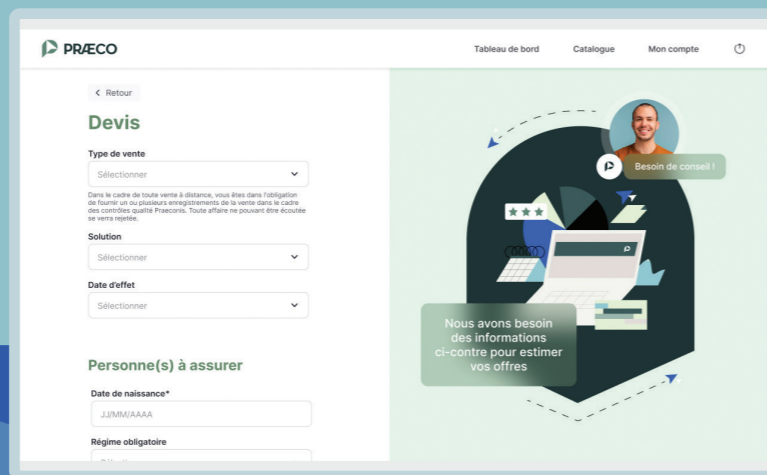 PRÆCO
Tableau de bord
Catalogue
Mon compte
Retour
Devis
Type de vente
Sélectionner
Dans le cadre de toute vente à distance, vous êtes dans l'obligation
de fournir un ou plusieurs enregistrements de la vente dans le cadre
des contrôles qualité Praeconis. Toute affaire ne pouvant être écoutée
se verra rejetée.
Solution
Sélectionner
Date d'effet
Sélectionner
Personne(s) à assurer
Date de naissance*
JJ/MM/AAAA
Régime obligatoire
Besoin de conseil !
Nous avons besoin
des informations
ci-contre pour estimer
vos offres